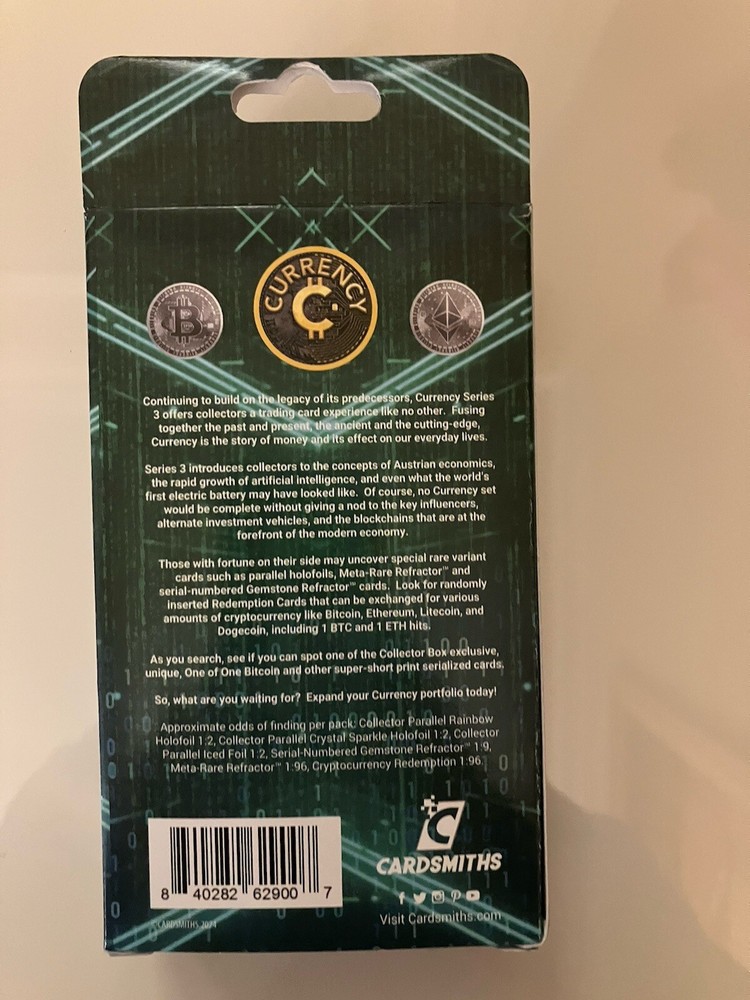 CURRENCY
Continuing to build on the legacy of its predecessors, Currency Series
3 offers collectors a trading card experience like no other. Fusing
together the past and present, the ancient and the cutting-edge,
Currency is the story of money and its effect on our everyday lives.
Series 3 introduces collectors to the concepts of Austrian economics,
the rapid growth of artificial intelligence, and even what the world's
first electric battery may have looked like. Of course, no Currency set
would be complete without giving a nod to the key influencers,
alternate investment vehicles, and the blockchains that are at the
forefront of the modern economy.
Those with fortune on their side may uncover special rare variant
cards such as parallel holofoils, Meta-Rare Refractor™ and
serial-numbered Gemstone Refractor™ cards. Look for randomly
inserted Redemption Cards that can be exchanged for various
amounts of cryptocurrency like Bitcoin, Ethereum, Litecoin, and
Dogecoin, including 1 BTC and 1 ETH hits.
As you search, see if you can spot one of the Collector Box exclusive,
unique, One of One Bitcoin and other super-short print serialized cards.
So, what are you waiting for? Expand your Currency portfolio today!
Approximate odds of finding per pack: Collector Parallel Rainbow
Holofoil 1:2, Collector Parallel Crystal Sparkle Holofoil 1:2, Collector
Parallel Iced Foil 1:2, Serial-Numbered Gemstone Refractor™ 1:9,
Meta-Rare Refractor™ 1:96, Cryptocurrency Redemption 1:96.
CARDSMITHS
8 40282 62900 7
Visit Cardsmiths.com
©CARDSMITHS 2024